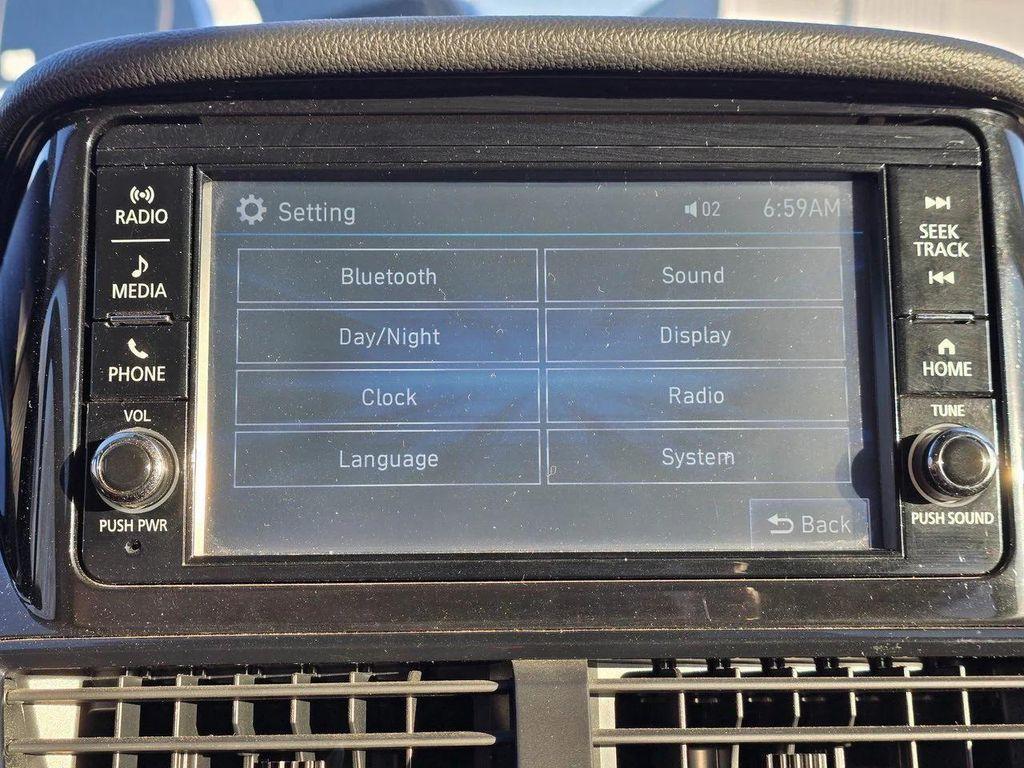 RADIO
MEDIA
PHONE
VOL
PUSH PWR
Setting
02
6:59AM
Bluetooth
Sound
Day/Night
Display
Clock
Radio
Language
System
Back
SEEK
TRACK
HOME
TUNE
PUSH SOUND